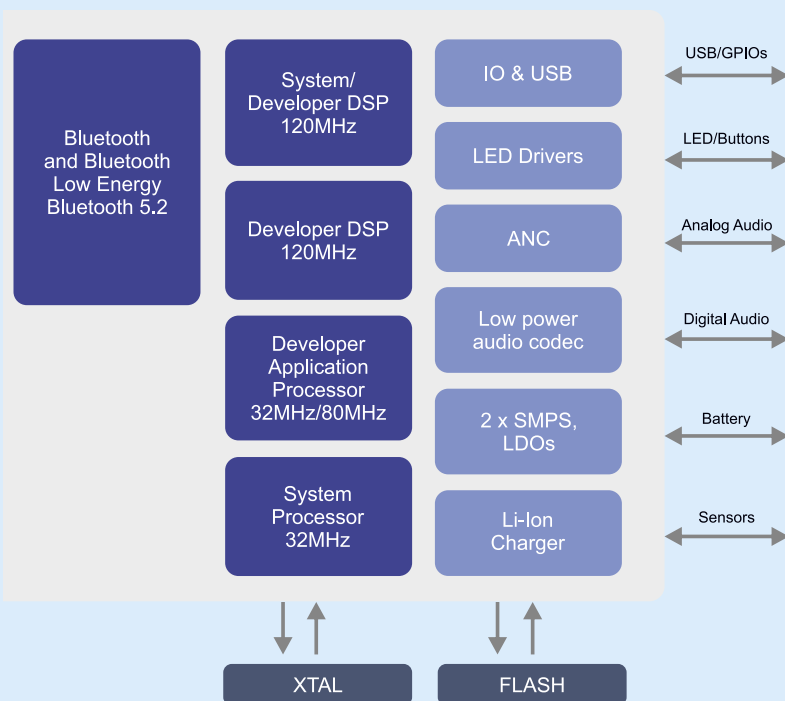 Bluetooth
and Bluetooth
Low Energy
Bluetooth 5.2
System/
Developer DSP
120MHz
Developer DSP
120MHz
Developer
Application
Processor
32MHz/80MHz
System
Processor
32MHz
IO & USB
LED Drivers
ANC
Low power
audio codec
2 x SMPS,
LDOs
Li-Ion
Charger
USB/GPIOs
LED/Buttons
Analog Audio
Digital Audio
Battery
Sensors
XTAL
FLASH